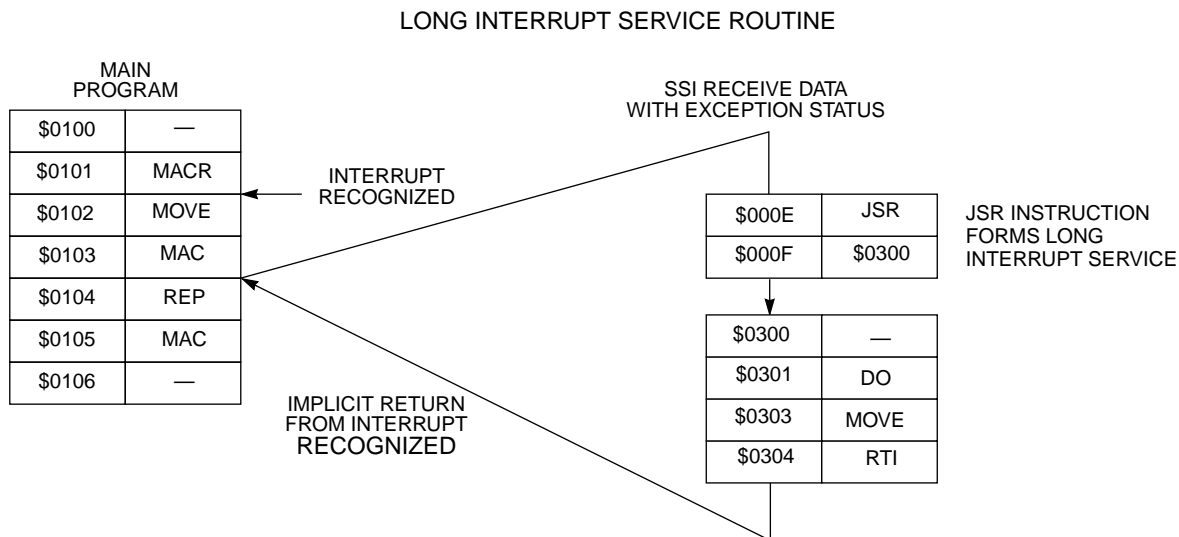 LONG INTERRUPT SERVICE ROUTINE
MAIN
PROGRAM
$0100 —
$0101 MACR
$0102 MOVE
$0103 MAC
$0104 REP
$0105 MAC
$0106 —
INTERRUPT
RECOGNIZED
SSI RECEIVE DATA
WITH EXCEPTION STATUS
$000E JSR
$000F $0300
JSR INSTRUCTION
FORMS LONG
INTERRUPT SERVICE
$0300 —
$0301 DO
$0303 MOVE
$0304 RTI
IMPLICIT RETURN
FROM INTERRUPT
RECOGNIZED